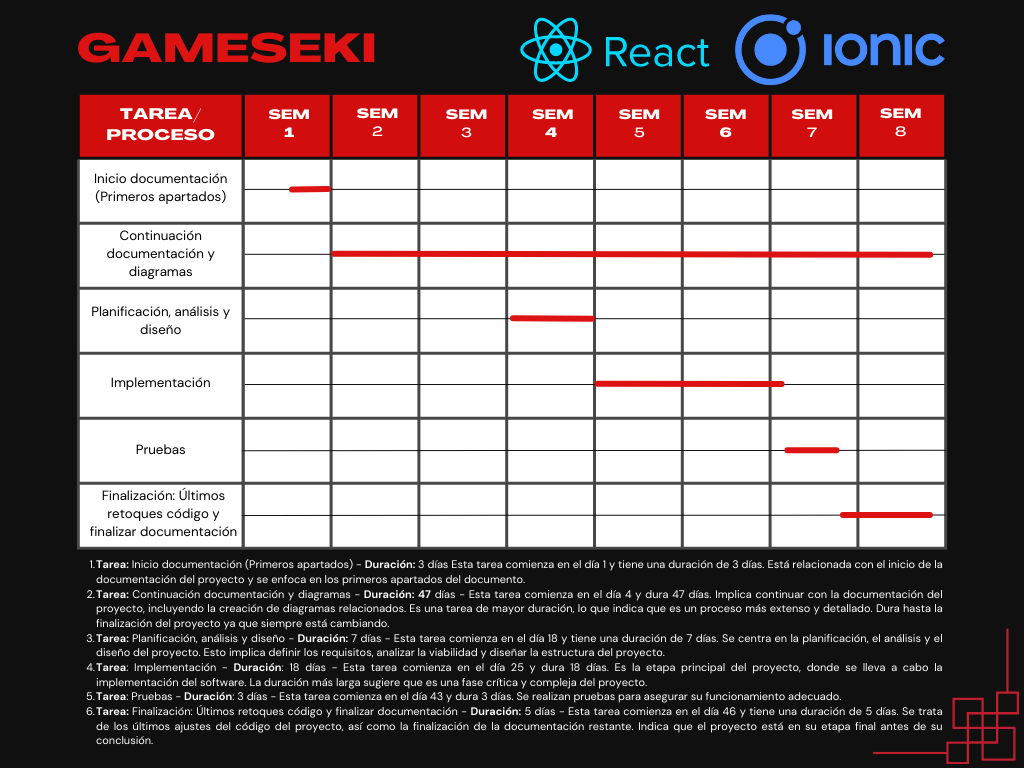 GAMESEKI
React
IONIC
TAREA/
PROCESO
SEM
1
SEM
2
SEM
3
SEM
4
SEM
5
SEM
6
SEM
7
SEM
8
Inicio documentación
(Primeros apartados)
Continuación
documentación y
diagramas
Planificación, análisis y
diseño
Implementación
Pruebas
Finalización: Últimos
retoques código y
finalizar documentación
1.Tarea: Inicio documentación (Primeros apartados) - Duración: 3 días Esta tarea comienza en el día 1 y tiene una duración de 3 días. Está relacionada con el inicio de la
documentación del proyecto y se enfoca en los primeros apartados del documento.
2.Tarea: Continuación documentación y diagramas - Duración: 47 días - Esta tarea comienza en el día 4 y dura 47 días. Implica continuar con la documentación del
proyecto, incluyendo la creación de diagramas relacionados. Es una tarea de mayor duración, lo que indica que es un proceso más extenso y detallado. Dura hasta la
finalización del proyecto ya que siempre está cambiando.
3.Tarea: Planificación, análisis y diseño - Duración: 7 días - Esta tarea comienza en el día 18 y tiene una duración de 7 días. Se centra en la planificación, el análisis y el
diseño del proyecto. Esto implica definir los requisitos, analizar la viabilidad y diseñar la estructura del proyecto.
4.Tarea: Implementación - Duración: 18 días - Esta tarea comienza en el día 25 y dura 18 días. Es la etapa principal del proyecto, donde se lleva a cabo la
implementación del software. La duración más larga sugiere que es una fase crítica y compleja del proyecto.
5.Tarea: Pruebas - Duración: 3 días - Esta tarea comienza en el día 43 y dura 3 días. Se realizan pruebas para asegurar su funcionamiento adecuado.
6.Tarea: Finalización: Últimos retoques código y finalizar documentación - Duración: 5 días - Esta tarea comienza en el día 46 y tiene una duración de 5 días. Se trata
de los últimos ajustes del código del proyecto, así como la finalización de la documentación restante. Indica que el proyecto está en su etapa final antes de su
conclusión.